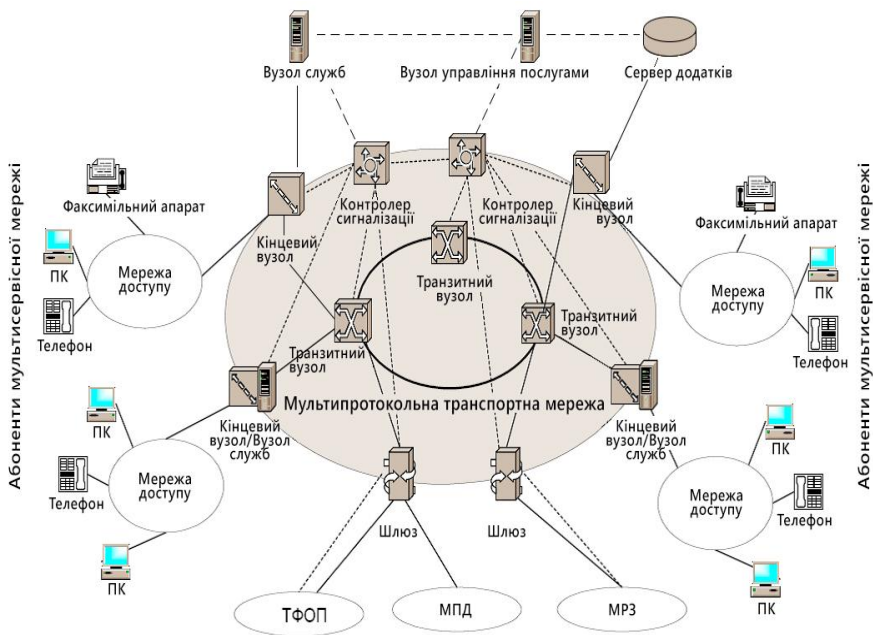 Вузол служб
Вузол управління послугами
Сервер додатків
Абоненти мультисервісної мережі
Факсимільний апарат
ПК
Телефон
Мережа
доступу
Кінцевий
вузол
Контролер
сигналізації
Контролер
сигналізації
Кінцевий
вузол
Транзитний
вузол
Транзитний
вузол
Транзитний
вузол
Факсимільний апарат
ПК
Телефон
Мережа
доступу
Абоненти мультисервісної мережі
Мультипротокольна транспортна мережа
Кінцевий
вузол/Вузол
служб
Кінцевий
вузол/Вузол
служб
ПК
Телефон
ПК
Мережа
доступу
ПК
Телефон
ПК
Мережа
доступу
Шлюз
Шлюз
ТФОП
МПД
МРЗ